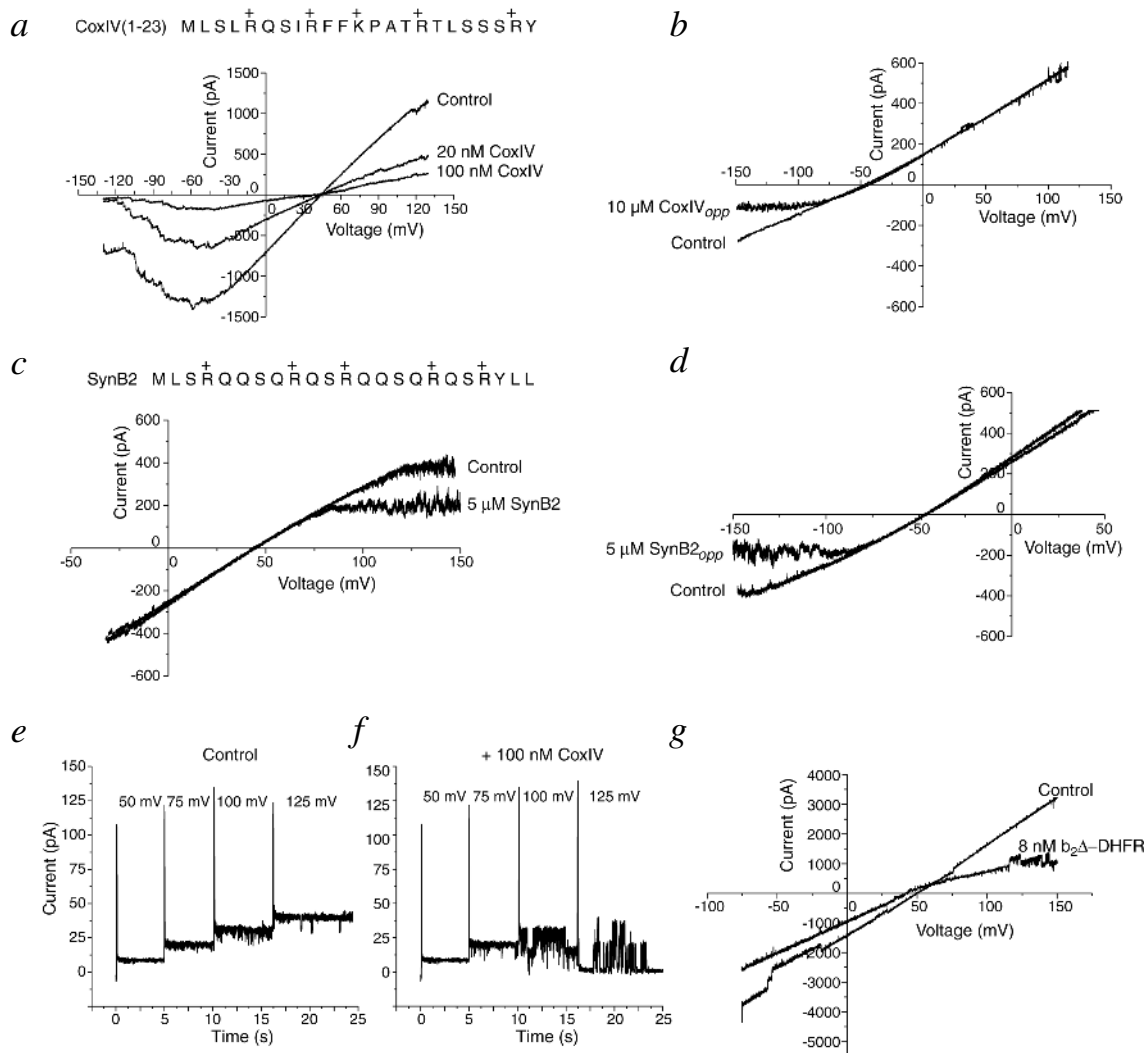 a
CoxIV(1-23) M L S L R Q S I R F F K P A T R T L S S S R Y
+ + + + +
Current (pA)
1500
1000
500
0
-500
-1000
-1500
-150 -120 -90 -60 -30
0 30 60 90 120 150
Voltage (mV)
Control
20 nM CoxIV
100 nM CoxIV
b
Current (pA)
600
400
200
0
-200
-400
-600
-150 -100 -50
0 50 100
Voltage (mV)
10 µM CoxIVopp
Control
c
SynB2 M L S R Q Q S Q R Q S R Q Q S Q R Q S R Y L L
+ + + + +
Current (pA)
600
400
200
0
-200
-400
-600
-50 0 50 100 150
Voltage (mV)
Control
5 µM SynB2
d
Current (pA)
600
400
200
0
-200
-400
-600
-150 -100 -50 0 50
Voltage (mV)
5 µM SynB2opp
Control
e
Control
Current (pA)
150
125
100
75
50
25
0
50 mV 75 mV 100 mV 125 mV
0 5 10 15 20 25
Time (s)
f
+ 100 nM CoxIV
150
125
100
75
50
25
0
50 mV 75 mV 100 mV 125 mV
0 5 10 15 20 25
Time (s)
g
Current (pA)
4000
3000
2000
1000
0
-1000
-2000
-3000
-4000
-5000
-100 -50 0 50 100 150
Voltage (mV)
Control
8 nM b₂Δ–DHFR